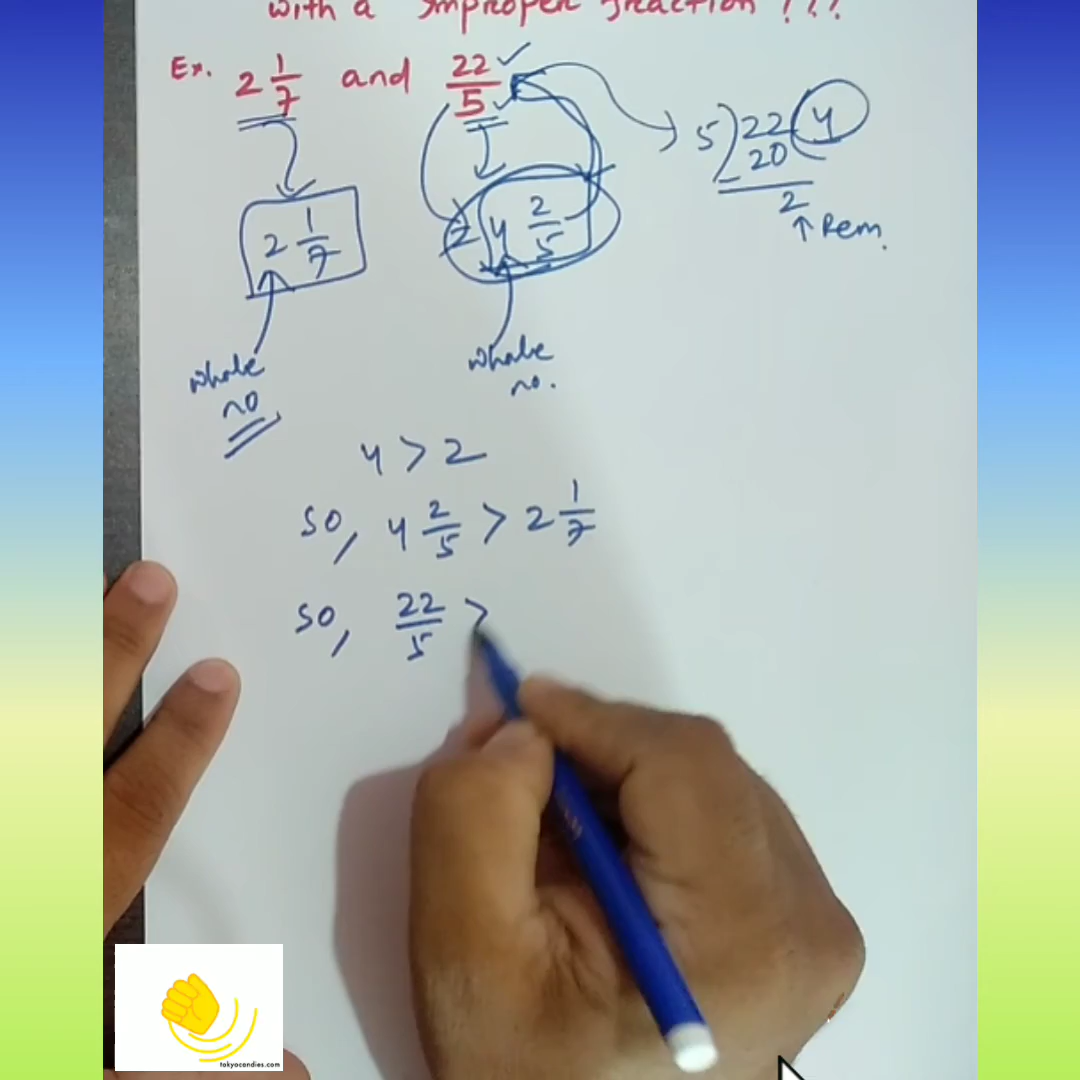 with a improper fraction???
Ex. 2 1/7 and 22/5
5)22(4
20
2
↑ Rem.
2 1/7
4 2/5
whole
no
whole
no.
4 > 2
so, 4 2/5 > 2 1/7
so, 22/5 >
tokyocandies.com